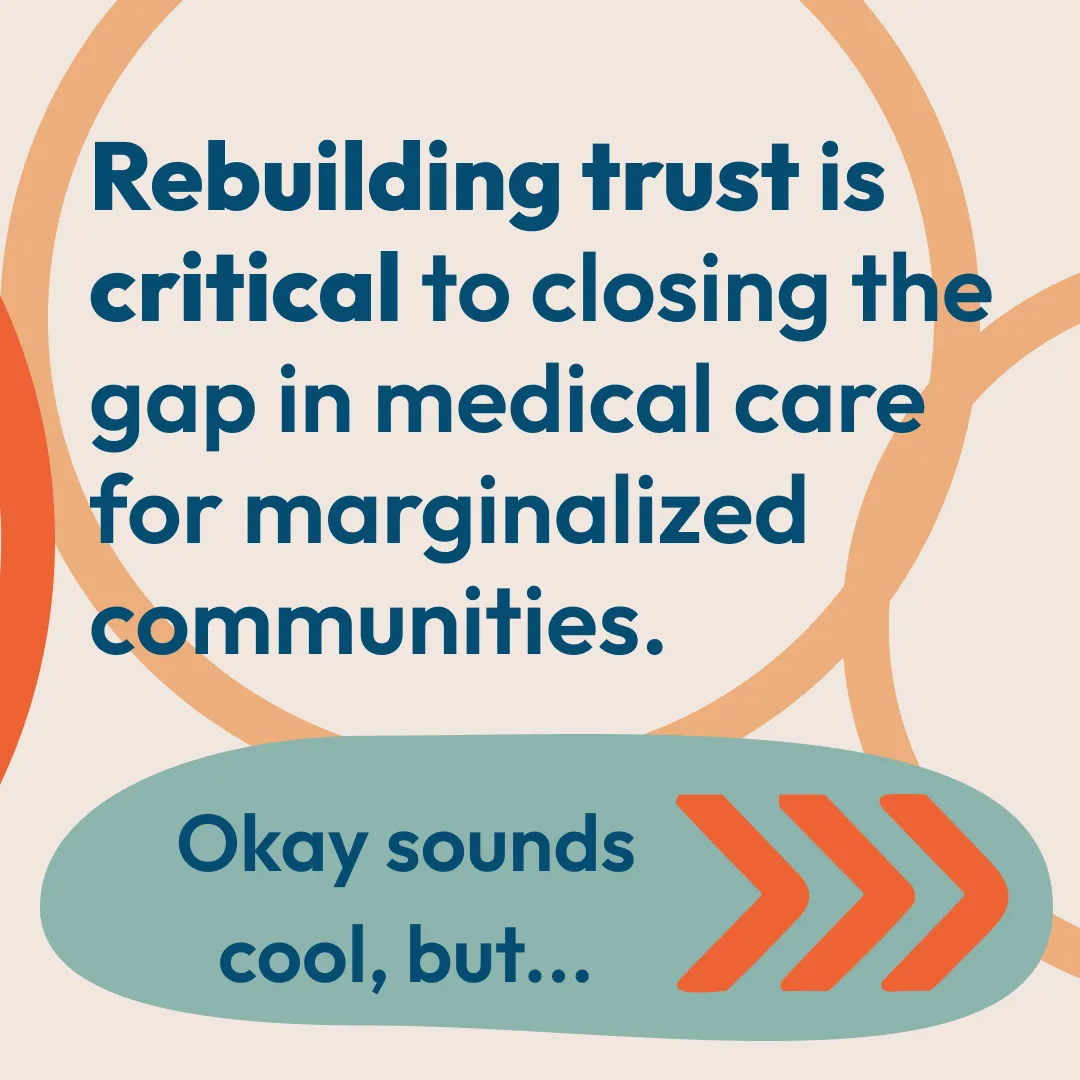 Rebuilding trust is
critical to closing the
gap in medical care
for marginalized
communities.
Okay sounds
cool, but...